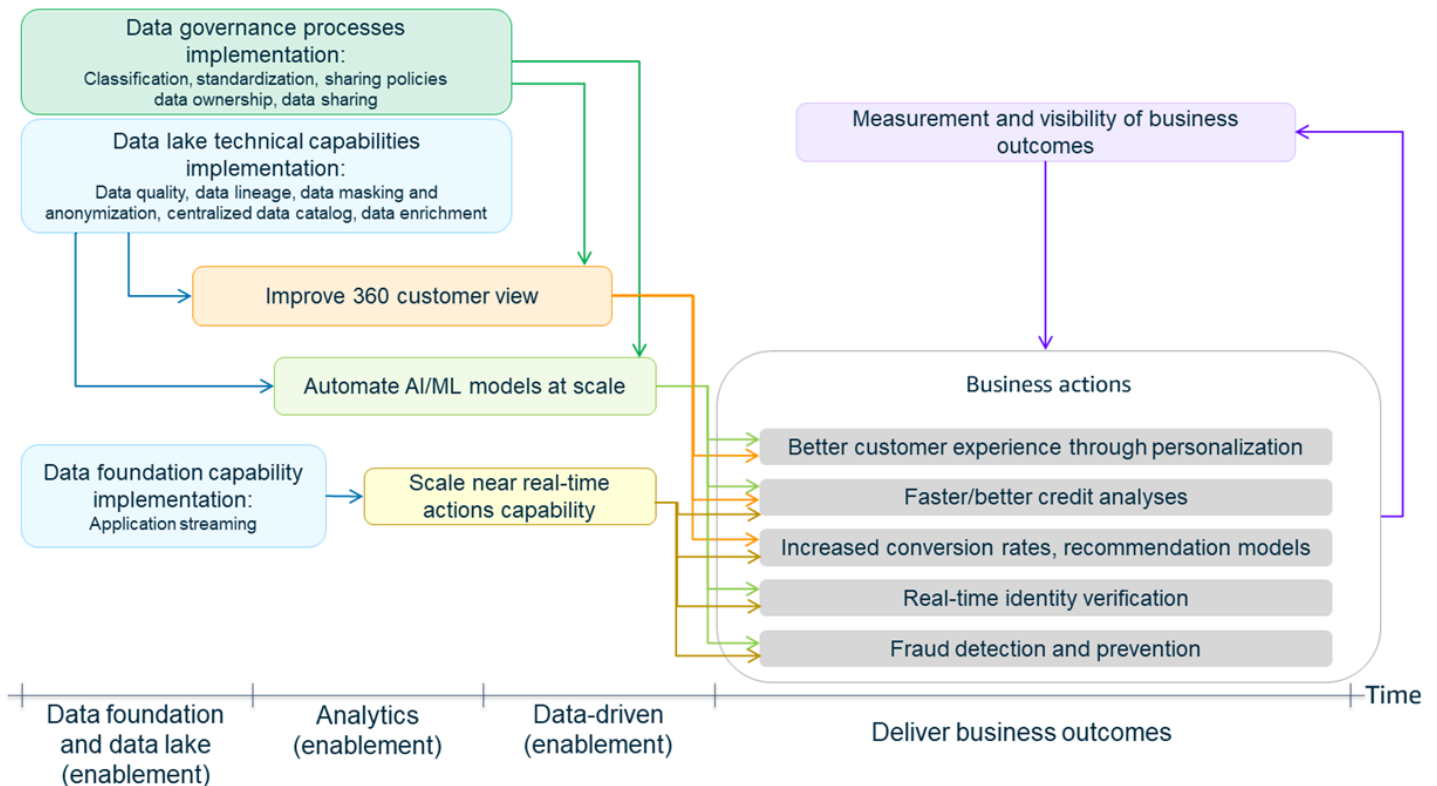 Data governance processes
implementation:
Classification, standardization, sharing policies
data ownership, data sharing
Data lake technical capabilities
implementation:
Data quality, data lineage, data masking and
anonymization, centralized data catalog, data enrichment
Measurement and visibility of business
outcomes
Improve 360 customer view
Automate AI/ML models at scale
Data foundation capability
implementation:
Application streaming
Scale near real-time
actions capability
Business actions
Better customer experience through personalization
Faster/better credit analyses
Increased conversion rates, recommendation models
Real-time identity verification
Fraud detection and prevention
Time
Data foundation
and data lake
(enablement)
Analytics
(enablement)
Data-driven
(enablement)
Deliver business outcomes